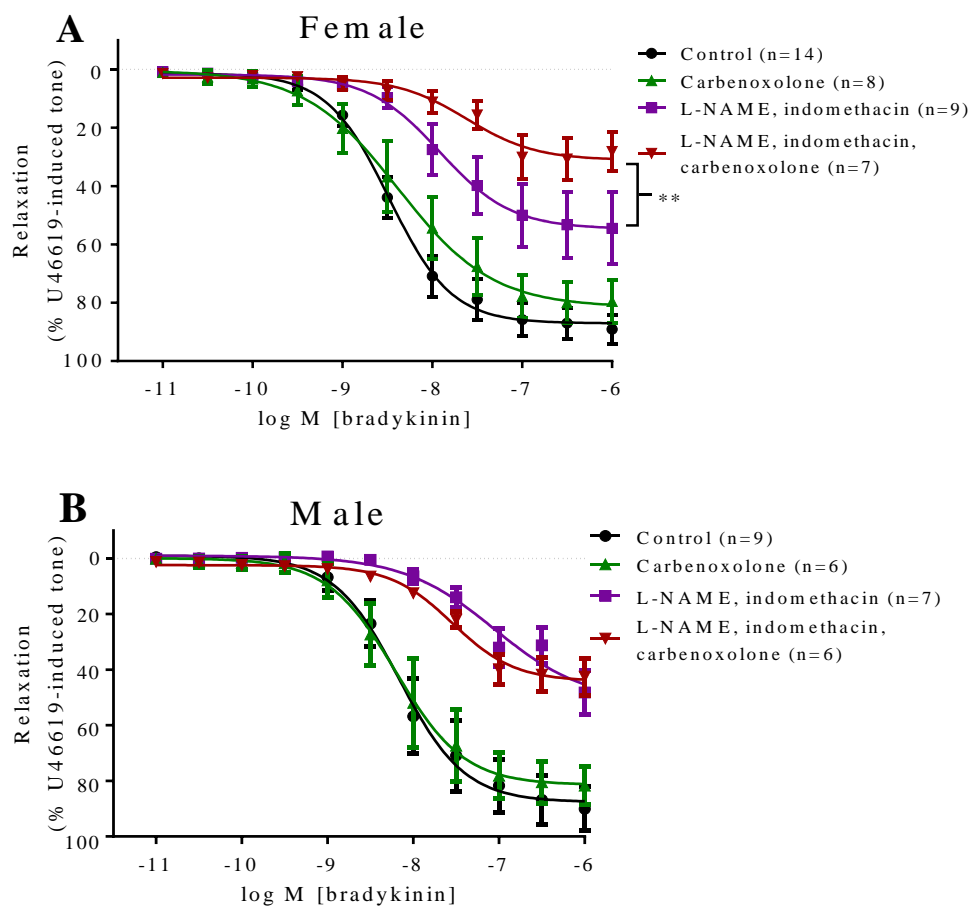 A
Female
Control (n=14)
Carbenoxolone (n=8)
L-NAME, indomethacin (n=9)
L-NAME, indomethacin,
carbenoxolone (n=7)
**
Relaxation
(% U46619-induced tone)
0
20
40
60
80
100
-11
-10
-9
-8
-7
-6
log M [bradykinin]
B
Male
Control (n=9)
Carbenoxolone (n=6)
L-NAME, indomethacin (n=7)
L-NAME, indomethacin,
carbenoxolone (n=6)
Relaxation
(% U46619-induced tone)
0
20
40
60
80
100
-11
-10
-9
-8
-7
-6
log M [bradykinin]